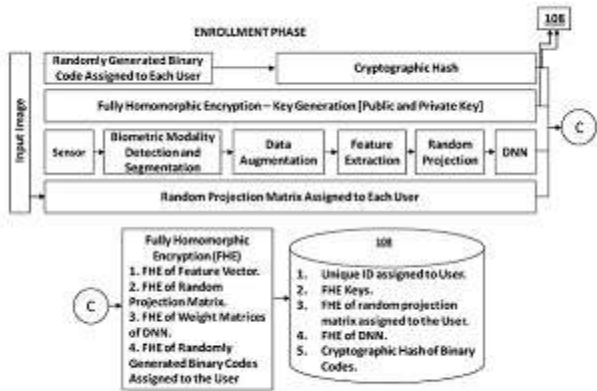 108
ENROLLMENT PHASE
Randomly Generated Binary
Code Assigned to Each User
Cryptographic Hash
Input Image
Fully Homomorphic Encryption – Key Generation [Public and Private Key]
C
Sensor
Biometric Modality
Detection and
Segmentation
Data
Augmentation
Feature
Extraction
Random
Projection
DNN
Random Projection Matrix Assigned to Each User
C
Fully Homomorphic
Encryption (FHE)
1. FHE of Feature Vector.
2. FHE of Random
Projection Matrix.
3. FHE of Weight Matrices
of DNN.
4. FHE of Randomly
Generated Binary Codes
Assigned to the User
108
1. Unique ID assigned to User.
2. FHE Keys.
3. FHE of random projection
matrix assigned to the User.
4. FHE of DNN.
5. Cryptographic Hash of Binary
Codes.